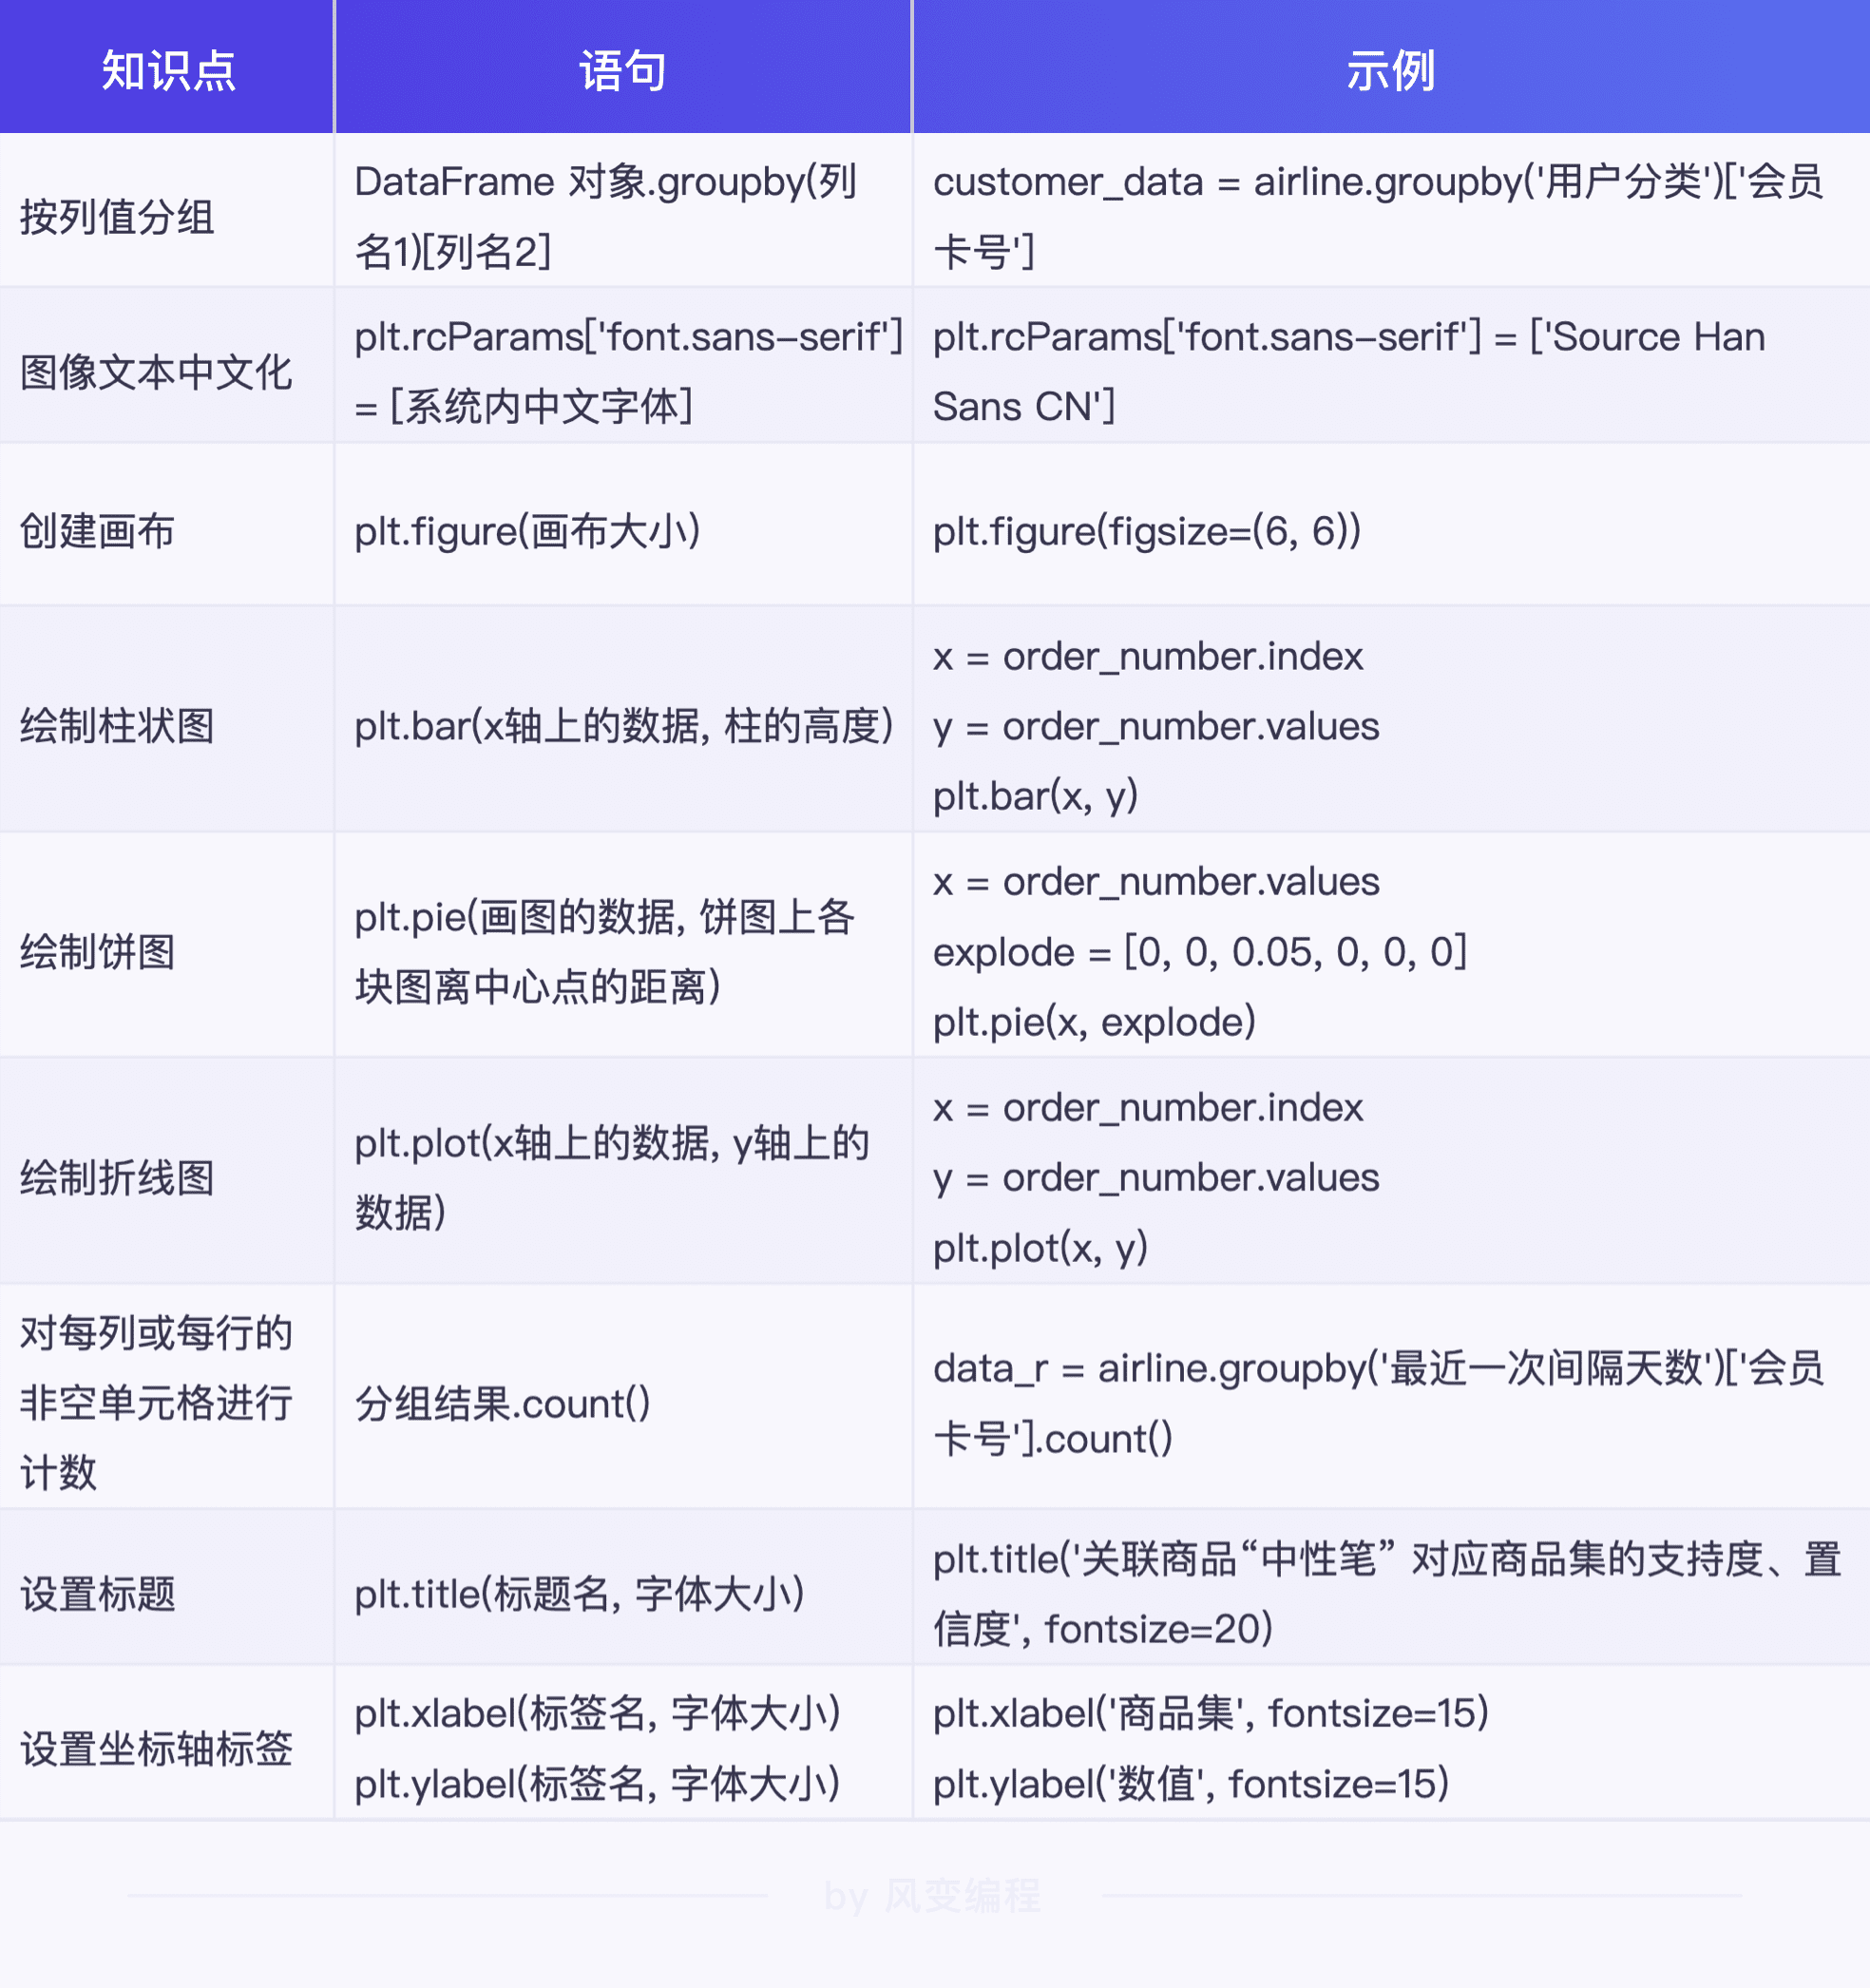 知识点
语句
示例
按列值分组
DataFrame 对象.groupby(列
名1)[列名2]
customer_data = airline.groupby('用户分类')['会员
卡号']
图像文本中文化
plt.rcParams['font.sans-serif']
= [系统内中文字体]
plt.rcParams['font.sans-serif'] = ['Source Han
Sans CN']
创建画布
plt.figure(画布大小)
plt.figure(figsize=(6, 6))
绘制柱状图
plt.bar(x轴上的数据, 柱的高度)
x = order_number.index
y = order_number.values
plt.bar(x, y)
绘制饼图
plt.pie(画图的数据, 饼图上各
块图离中心点的距离)
x = order_number.values
explode = [0, 0, 0.05, 0, 0, 0]
plt.pie(x, explode)
绘制折线图
plt.plot(x轴上的数据, y轴上的
数据)
x = order_number.index
y = order_number.values
plt.plot(x, y)
对每列或每行的
非空单元格进行
计数
分组结果.count()
data_r = airline.groupby('最近一次间隔天数')['会员
卡号'].count()
设置标题
plt.title(标题名, 字体大小)
plt.title('关联商品“中性笔” 对应商品集的支持度、置
信度', fontsize=20)
设置坐标轴标签
plt.xlabel(标签名, 字体大小)
plt.ylabel(标签名, 字体大小)
plt.xlabel('商品集', fontsize=15)
plt.ylabel('数值', fontsize=15)
by 风变编程